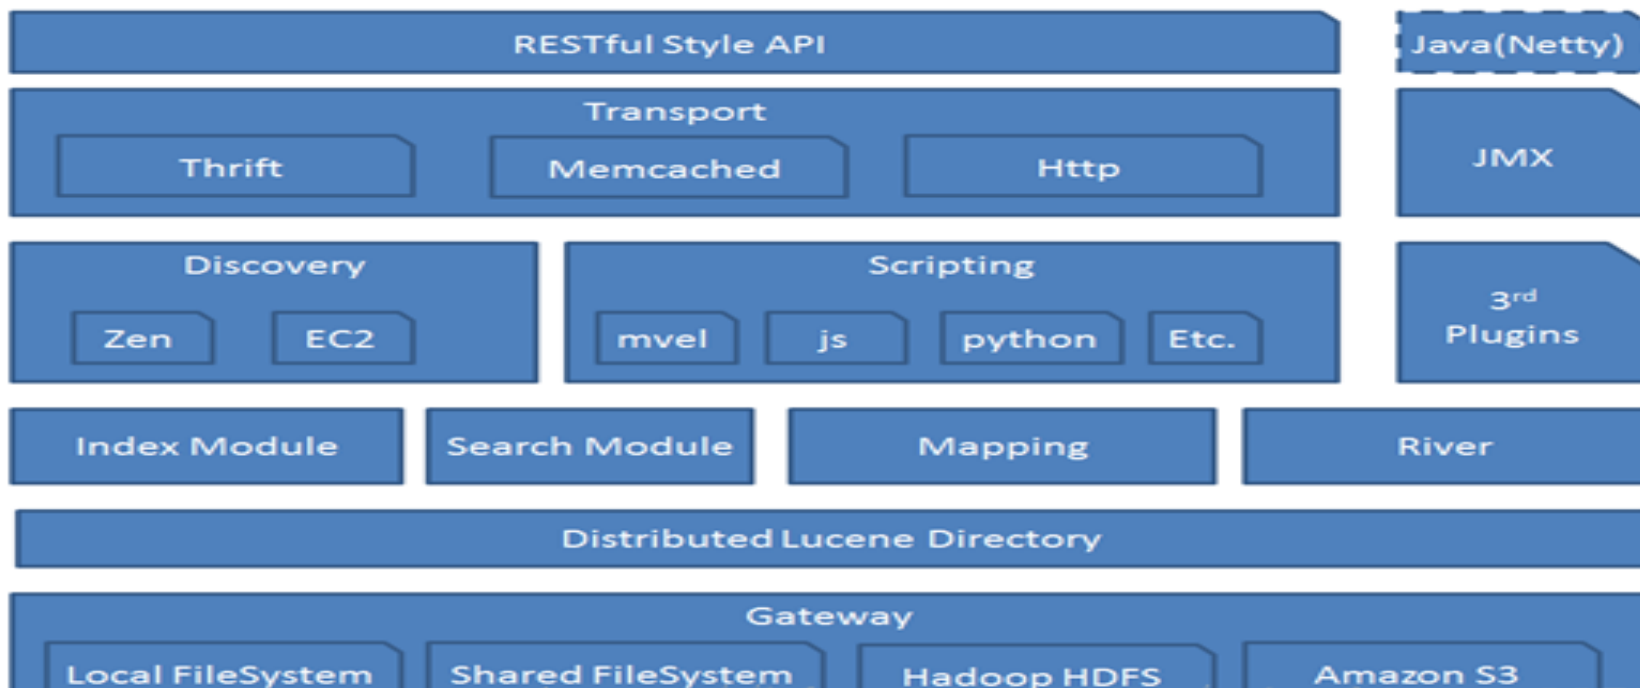 RESTful Style API
Java(Netty)
Transport
Thrift
Memcached
Http
JMX
Discovery
Zen
EC2
Scripting
mvel
js
python
Etc.
3rd
Plugins
Index Module
Search Module
Mapping
River
Distributed Lucene Directory
Gateway
Local FileSystem
Shared FileSystem
Hadoop HDFS
Amazon S3